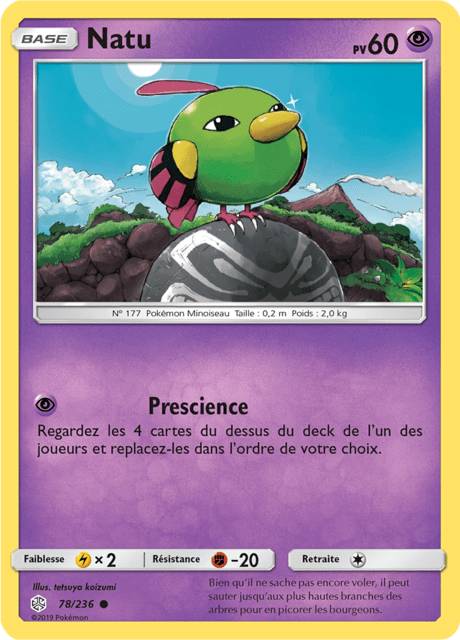 BASE Natu PV60
N° 177 Pokémon Minoiseau Taille : 0,2 m Poids : 2,0 kg
Prescience
Regardez les 4 cartes du dessus du deck de l'un des
joueurs et replacez-les dans l'ordre de votre choix.
Faiblesse ×2 Résistance -20 Retraite
Illus. tetsuya koizumi
78/236
©2019 Pokémon
Bien qu'il ne sache pas encore voler, il peut
sauter jusqu'aux plus hautes branches des
arbres pour en picorer les bourgeons.